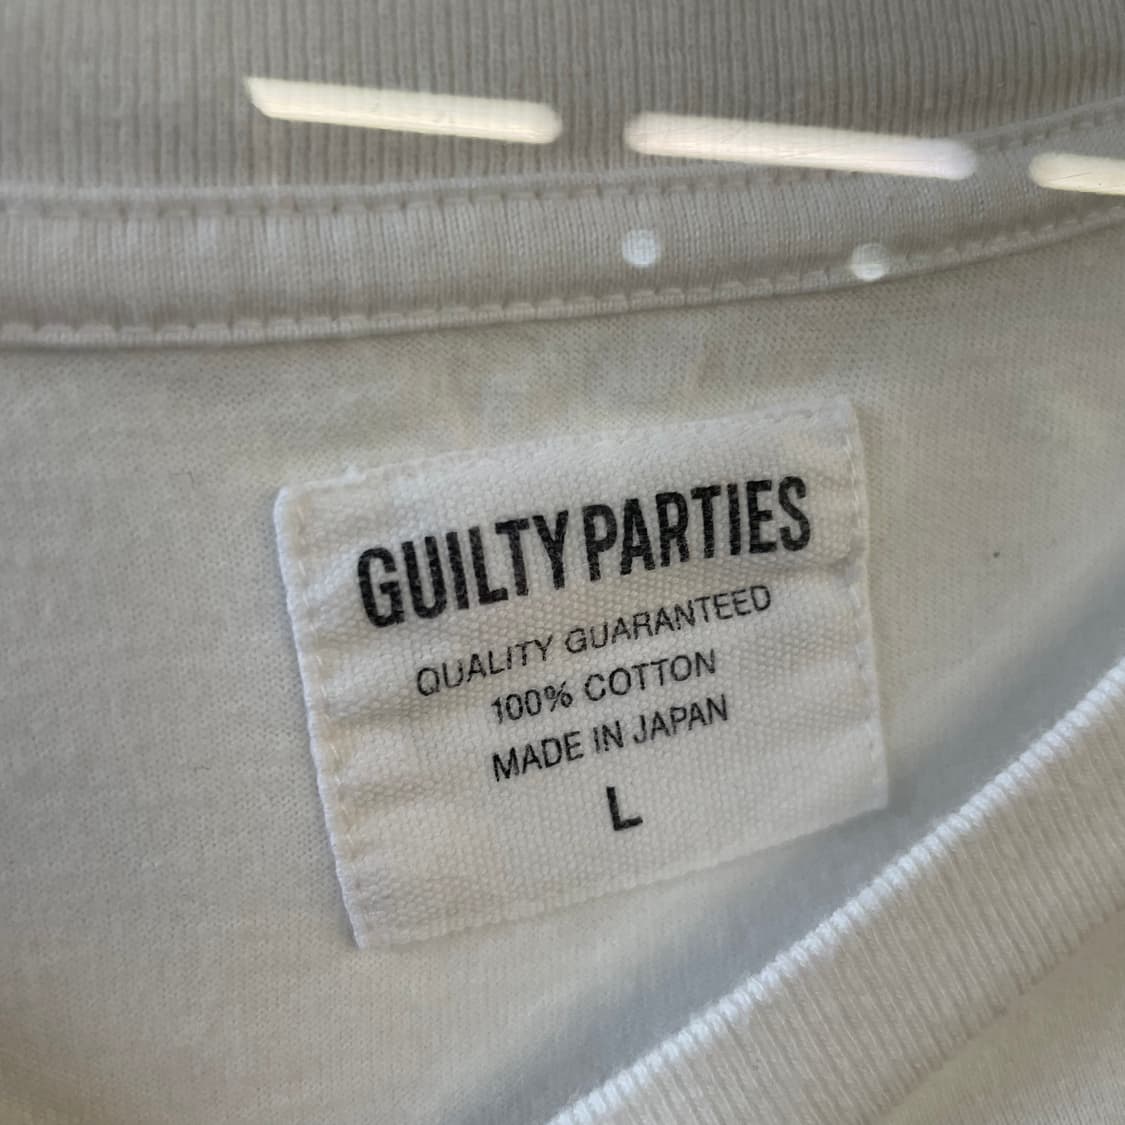 GUILTY PARTIES
QUALITY GUARANTEED
100% COTTON
MADE IN JAPAN
L